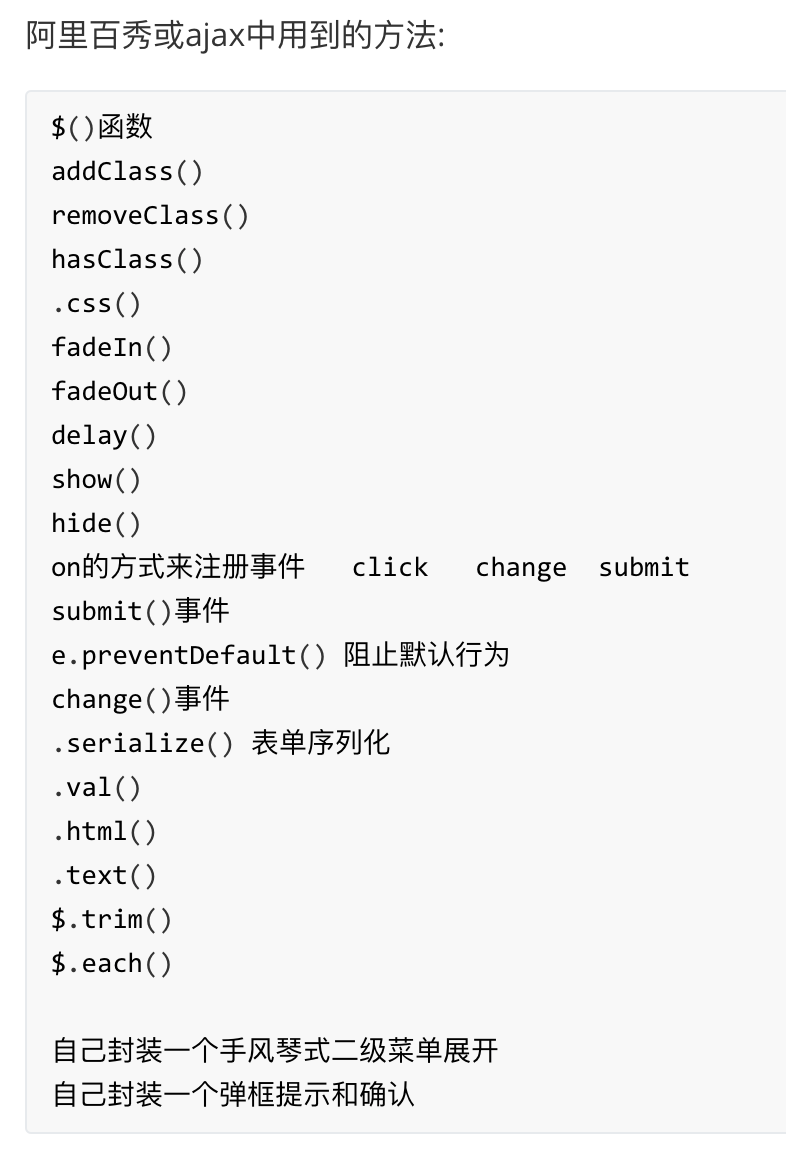 阿里百秀或ajax中用到的方法:
$()函数
addClass()
removeClass()
hasClass()
.css()
fadeIn()
fadeOut()
delay()
show()
hide()
on的方式来注册事件   click   change  submit
submit()事件
e.preventDefault() 阻止默认行为
change()事件
.serialize() 表单序列化
.val()
.html()
.text()
$.trim()
$.each()
自己封装一个手风琴式二级菜单展开
自己封装一个弹框提示和确认